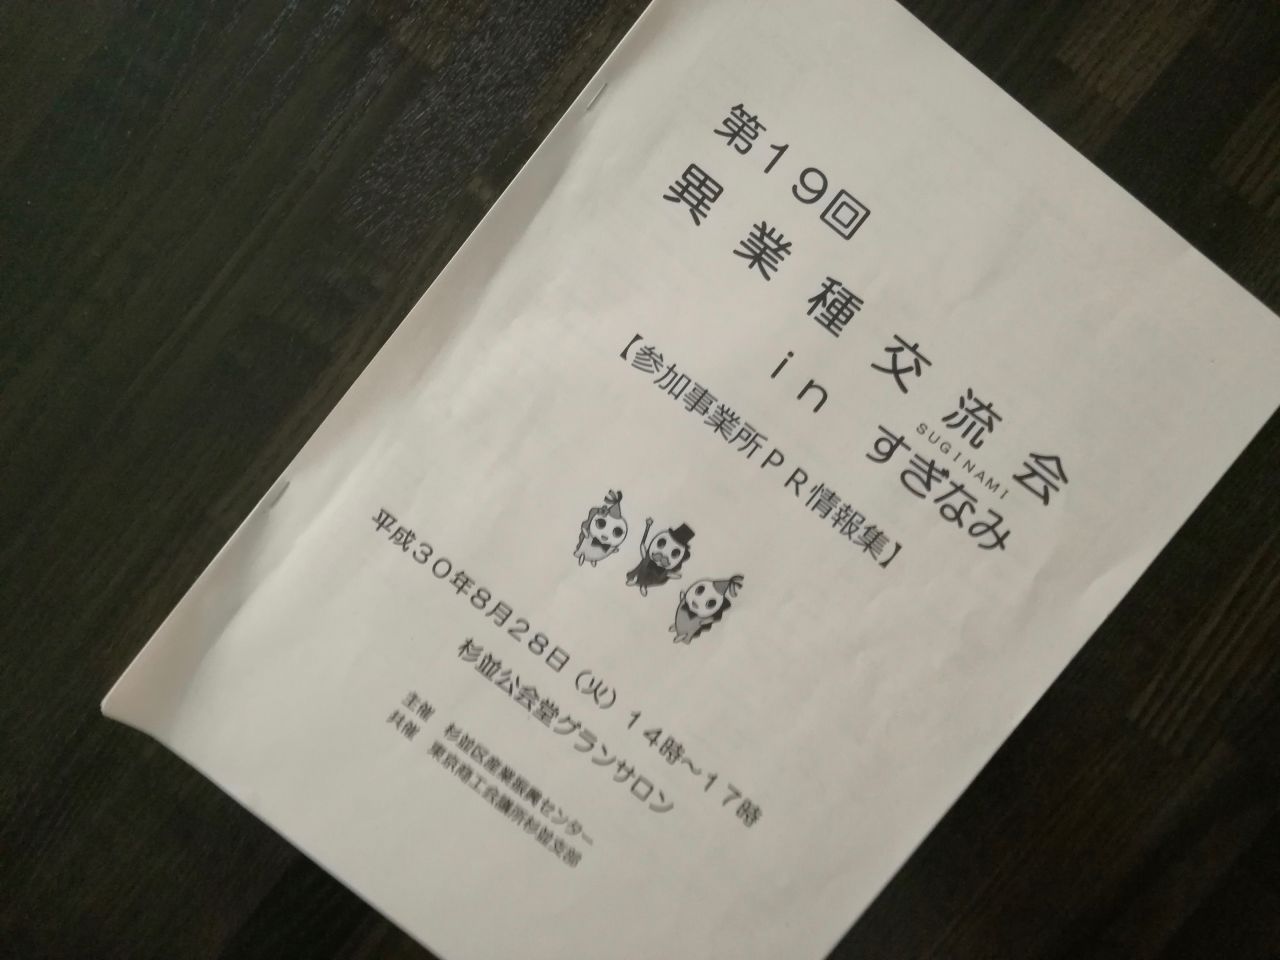 第19回
異業種交流会
SUGINAMI
in すぎなみ
【参加事業所PR情報集】
平成30年8月28日（火）14時～17時
杉並公会堂グランサロン
主催 杉並区産業振興センター
共催 東京商工会議所杉並支部